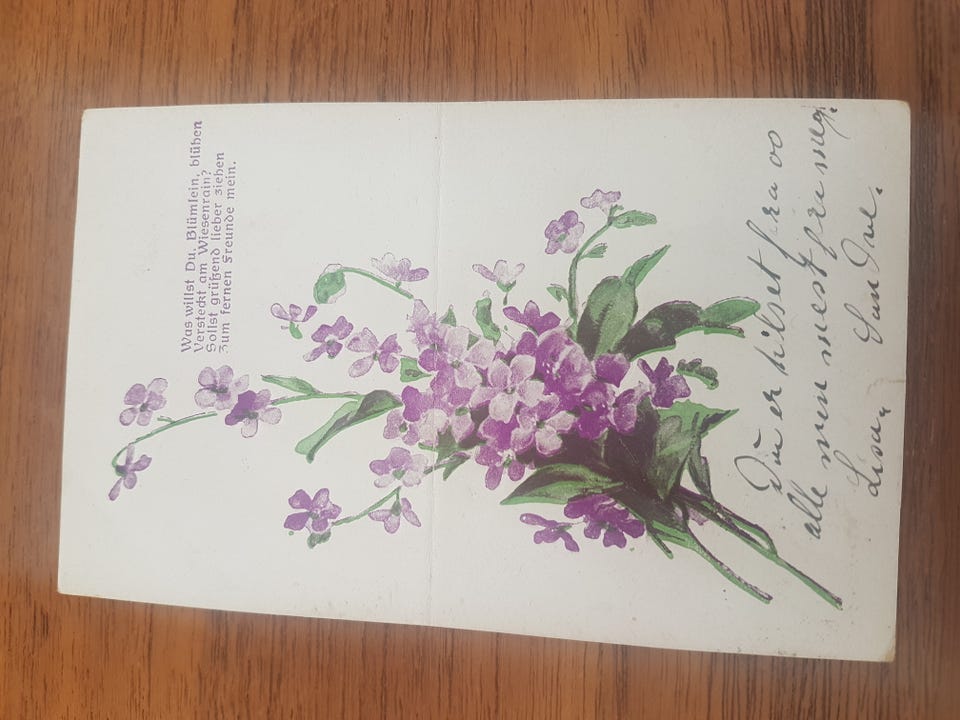 Was willst Du, Blümlein, blühen
Versteckt am Wiesenrain?
Sollst grüßend lieber ziehen
Zum fernen Freunde mein.
Du er hilset fra os
alle men mest fra meg.
Lisa,